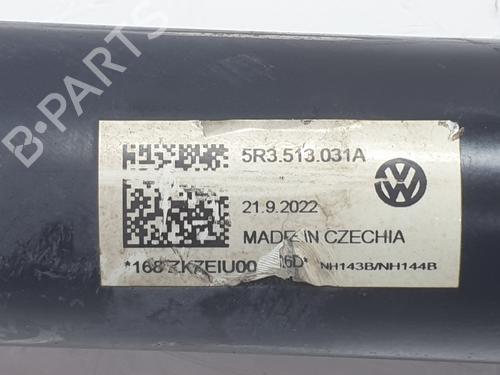 B-PARTS
5R3.513.031A
21.9.2022
MADE IN CZECHIA
NH143B/NH144B